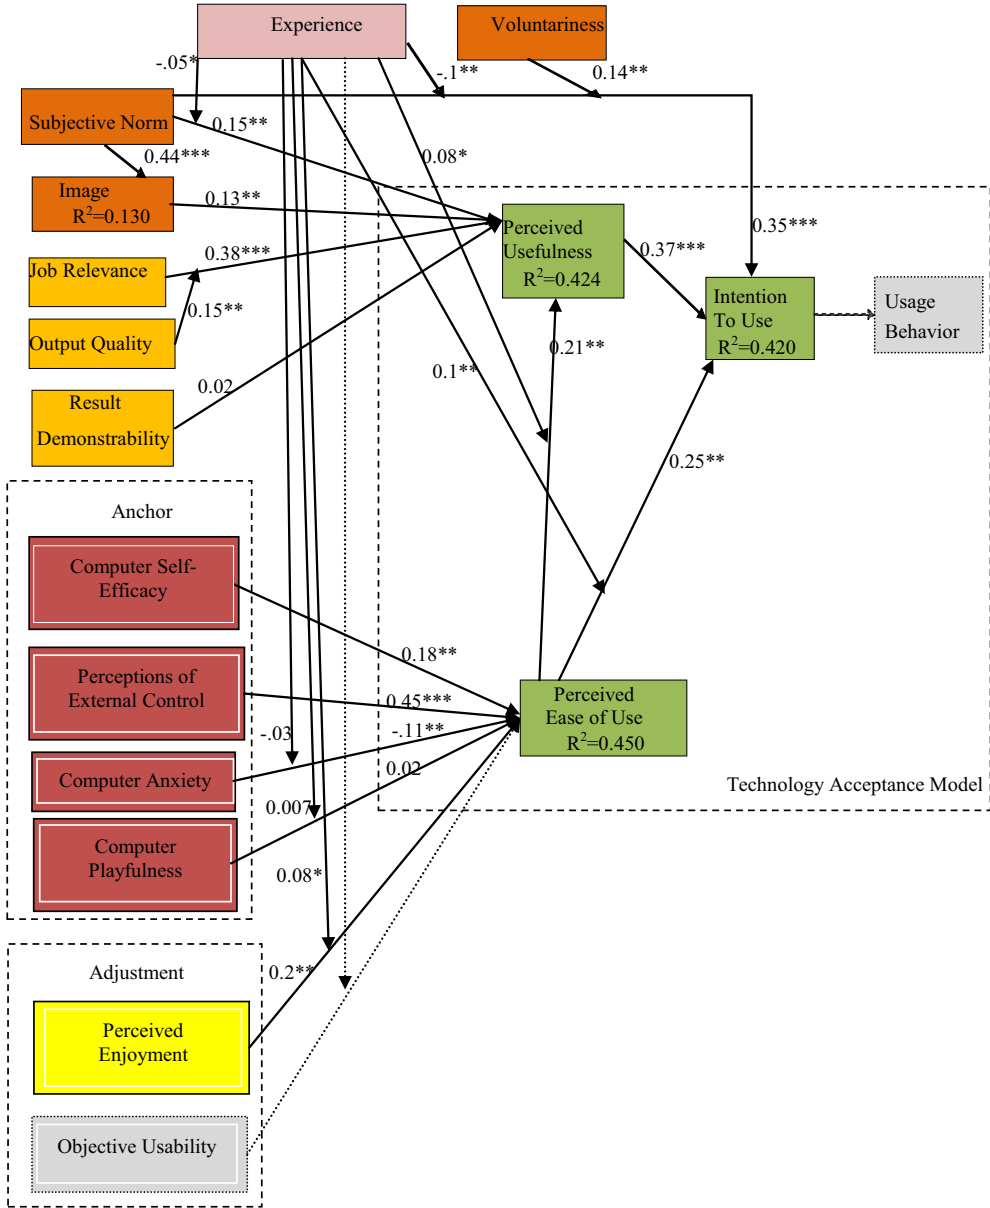 Experience
Voluntariness
-.05*
-.1**
0.14**
Subjective Norm
0.15**
0.44***
0.08*
Image
R²=0.130
0.13**
Perceived
Usefulness
R²=0.424
0.35***
0.37***
0.38***
Job Relevance
0.15**
Output Quality
Intention
To Use
R²=0.420
Usage
Behavior
0.21**
0.1**
0.02
Result
Demonstrability
0.25**
Anchor
Computer Self-
Efficacy
0.18**
Perceptions of
External Control
0.45***
Perceived
Ease of Use
R²=0.450
-.03
-.11**
0.02
Computer Anxiety
Technology Acceptance Model
0.007
Computer
Playfulness
0.08*
Adjustment
0.2**
Perceived
Enjoyment
Objective Usability